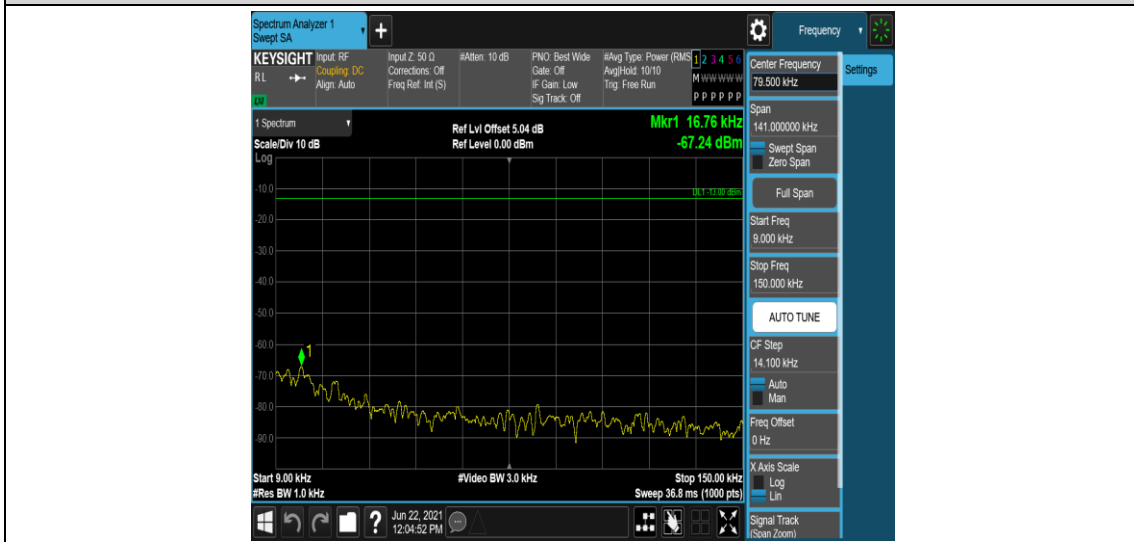 Spectrum Analyzer 1
Swept SA
+
Frequency
KEYSIGHT
RL
Input: RF
Coupling: DC
Align: Auto
Input Z: 50 Ω
Corrections: Off
Freq Ref: Int (S)
#Atten: 10 dB
PNO: Best Wide
Gate: Off
IF Gain: Low
Sig Track: Off
#Avg Type: Power (RMS
Avg|Hold: 10/10
Trig: Free Run
1 2 3 4 5 6
M W W W W W
P P P P P P
Center Frequency
79.500 kHz
Settings
Span
141.000000 kHz
Swept Span
Zero Span
Full Span
Start Freq
9.000 kHz
Stop Freq
150.000 kHz
AUTO TUNE
CF Step
14.100 kHz
Auto
Man
Freq Offset
0 Hz
X Axis Scale
Log
Lin
Signal Track
(Span Zoom)
1 Spectrum
Scale/Div 10 dB
Log
Ref Lvl Offset 5.04 dB
Ref Level 0.00 dBm
Mkr1 16.76 kHz
-67.24 dBm
DL1 -13.00 dBm
-10.0
-20.0
-30.0
-40.0
-50.0
-60.0
-70.0
-80.0
-90.0
1
Start 9.00 kHz
#Res BW 1.0 kHz
#Video BW 3.0 kHz
Stop 150.00 kHz
Sweep 36.8 ms (1000 pts)
?
Jun 22, 2021
12:04:52 PM